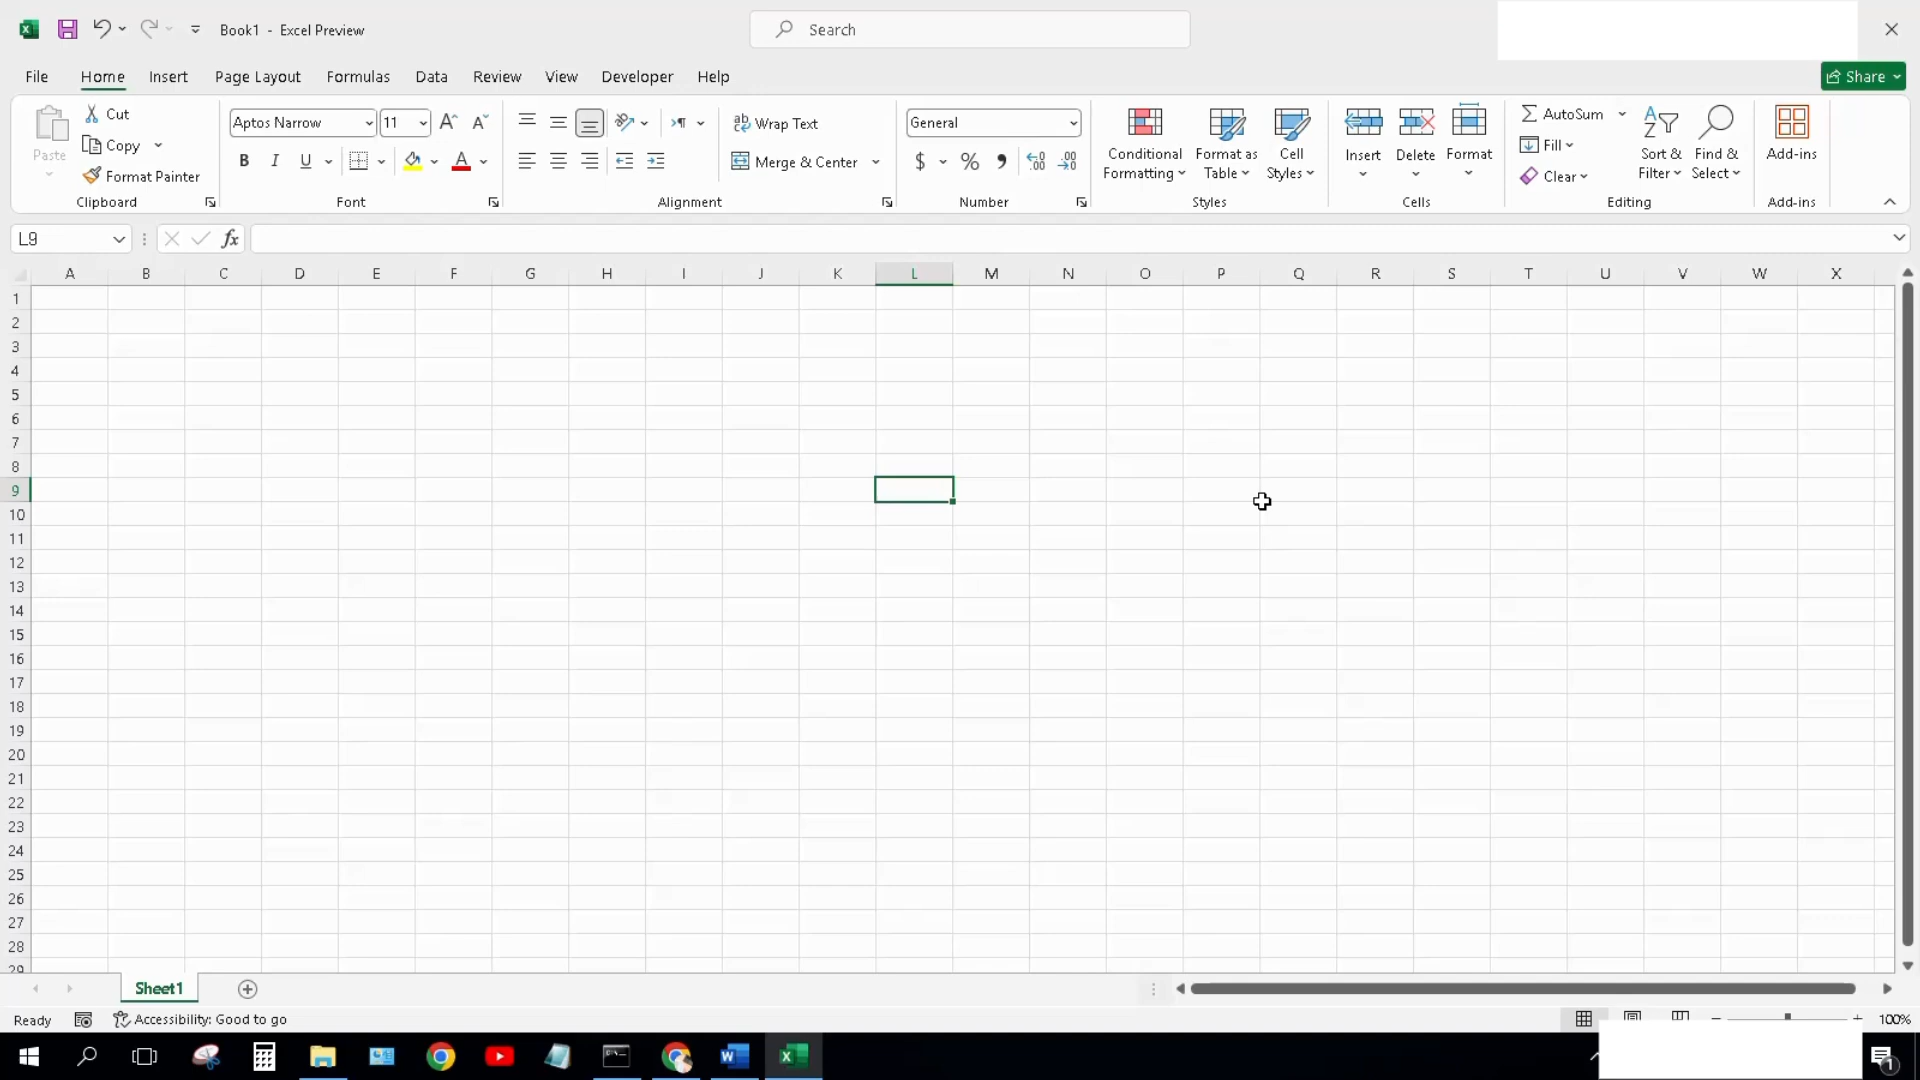 Book1 - Excel Preview
Search
File Home Insert Page Layout Formulas Data Review View Developer Help
Share
Paste
Cut
Copy
Format Painter
Clipboard
Aptos Narrow 11
B I U
Font
Wrap Text
Merge & Center
Alignment
General
$ % ,
Number
Conditional Formatting
Format as Table
Cell Styles
Styles
Insert
Delete
Format
Cells
AutoSum
Fill
Clear
Sort & Filter
Find & Select
Editing
Add-ins
Add-ins
L9
fx
A B C D E F G H I J K L M N O P Q R S T U V W X
1
2
3
4
5
6
7
8
9
10
11
12
13
14
15
16
17
18
19
20
21
22
23
24
25
26
27
28
29
Sheet1
Ready
Accessibility: Good to go
100%
1